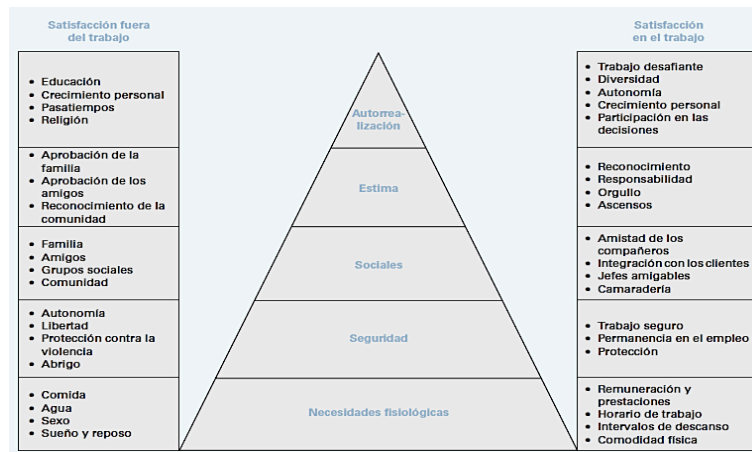 Satisfacción fuera
del trabajo
• Educación
• Crecimiento personal
• Pasatiempos
• Religión
• Aprobación de la
familia
• Aprobación de los
amigos
• Reconocimiento de la
comunidad
• Familia
• Amigos
• Grupos sociales
• Comunidad
• Autonomía
• Libertad
• Protección contra la
violencia
• Abrigo
• Comida
• Agua
• Sexo
• Sueño y reposo
Autorrea-
lización
Estima
Sociales
Seguridad
Necesidades fisiológicas
Satisfacción
en el trabajo
• Trabajo desafiante
• Diversidad
• Autonomía
• Crecimiento personal
• Participación en las
decisiones
• Reconocimiento
• Responsabilidad
• Orgullo
• Ascensos
• Amistad de los
compañeros
• Integración con los clientes
• Jefes amigables
• Camaradería
• Trabajo seguro
• Permanencia en el empleo
• Protección
• Remuneración y
prestaciones
• Horario de trabajo
• Intervalos de descanso
• Comodidad física